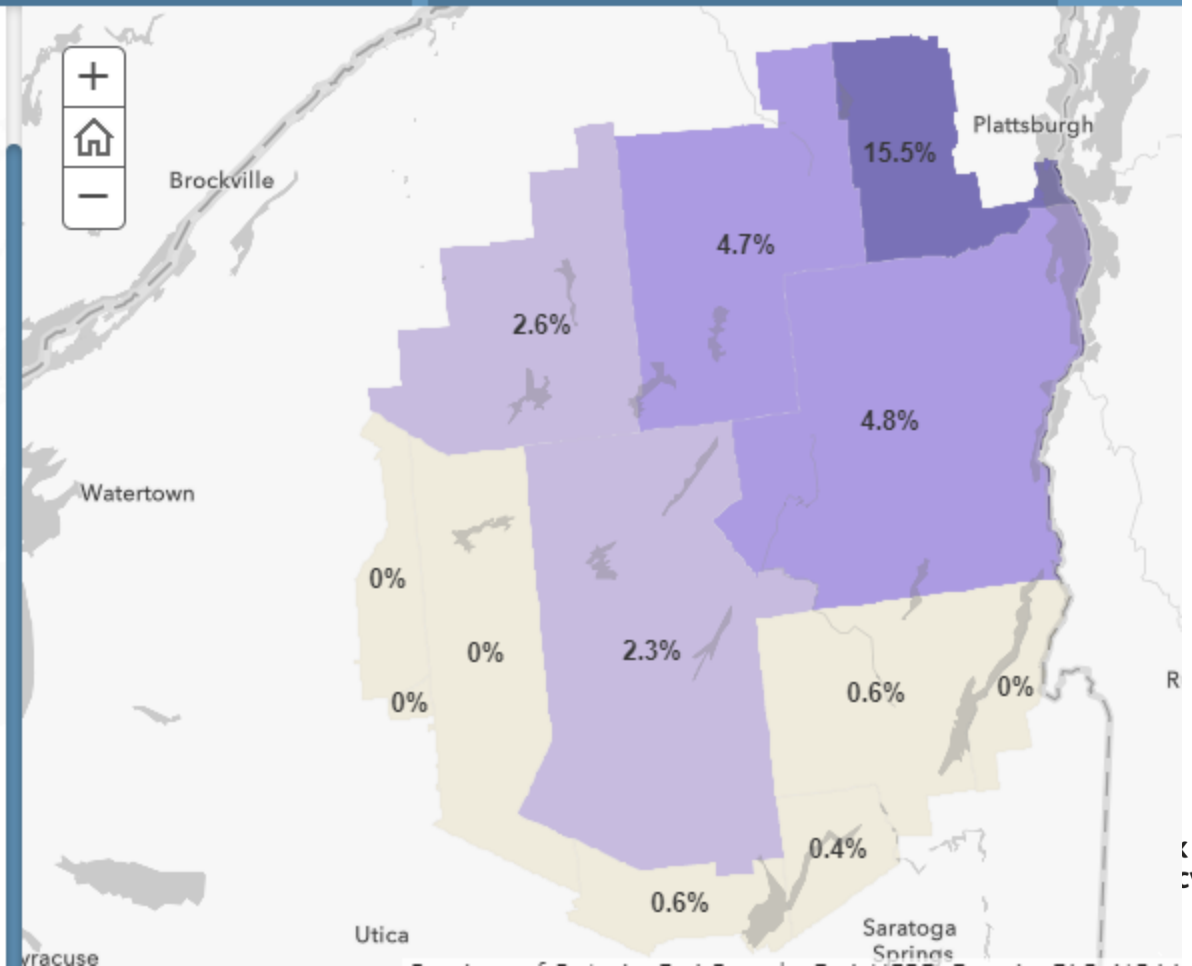 +
−
Plattsburgh
15.5%
Brockville
4.7%
2.6%
4.8%
Watertown
0%
0%
2.3%
0.6%
0%
0%
R
0.4%
0.6%
Utica
Saratoga
Springs
yracuse